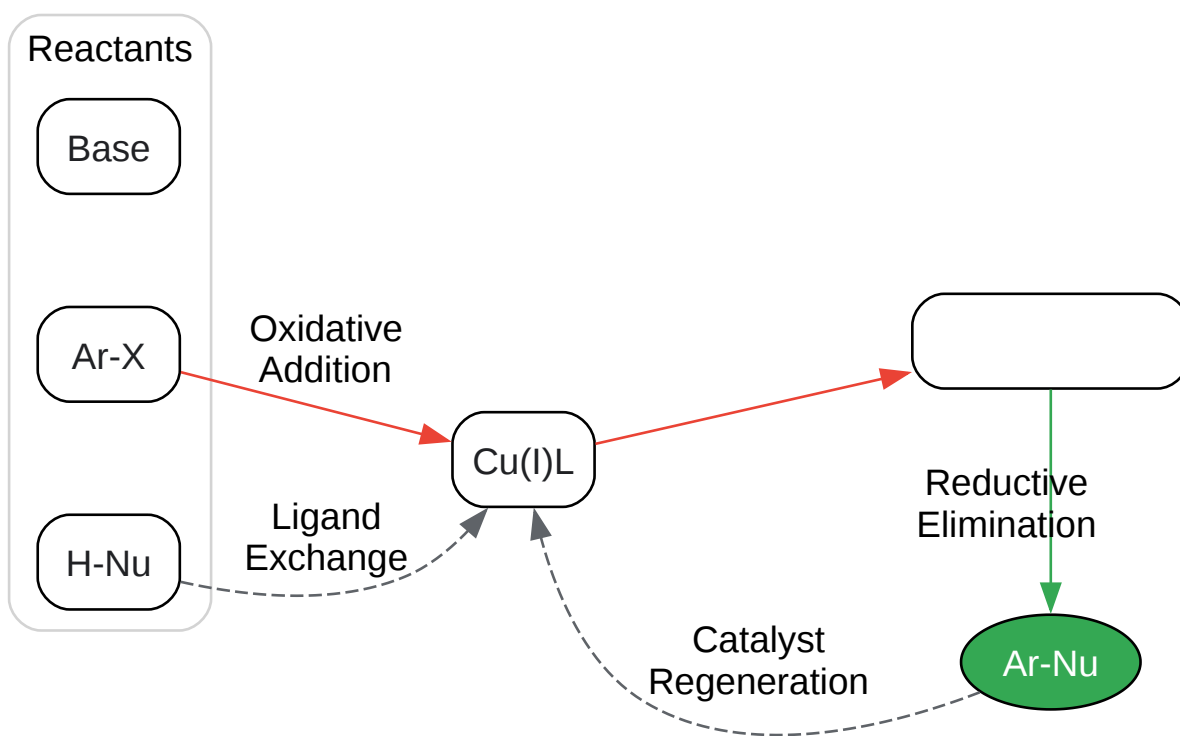 Reactants
Base
Ar-X
H-Nu
Oxidative
Addition
Ligand
Exchange
Cu(I)L
Reductive
Elimination
Catalyst
Regeneration
Ar-Nu